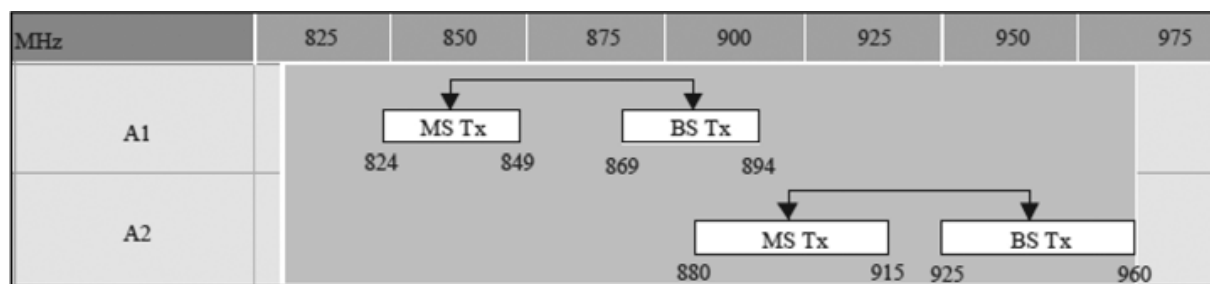 MHz 825 850 875 900 925 950 975
A1 MS Tx BS Tx
824 849 869 894
A2 MS Tx BS Tx
880 915 925 960